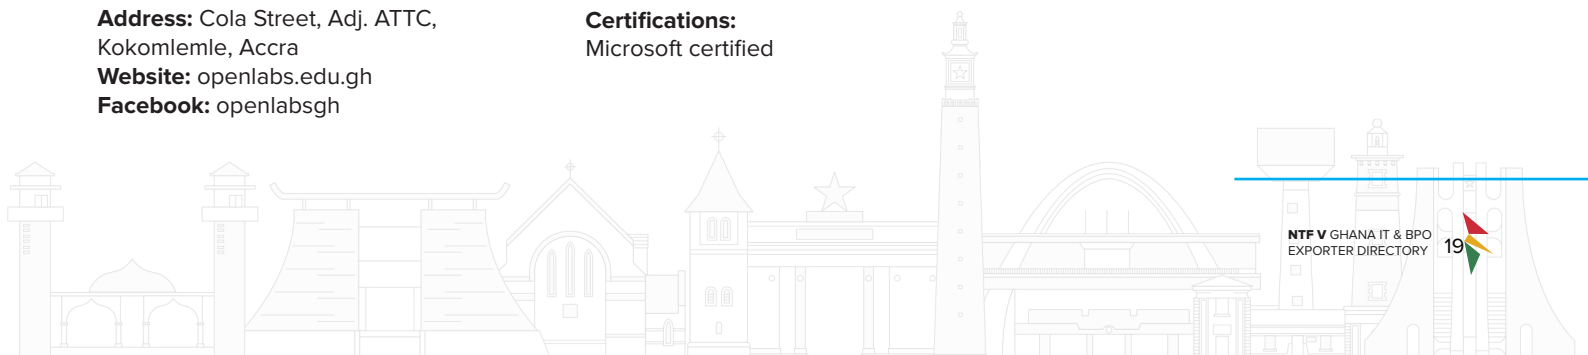 Address: Cola Street, Adj. ATTC,
Kokomlemle, Accra
Website: openlabs.edu.gh
Facebook: openlabsgh
Certifications:
Microsoft certified
NTF V GHANA IT & BPO
EXPORTER DIRECTORY
19